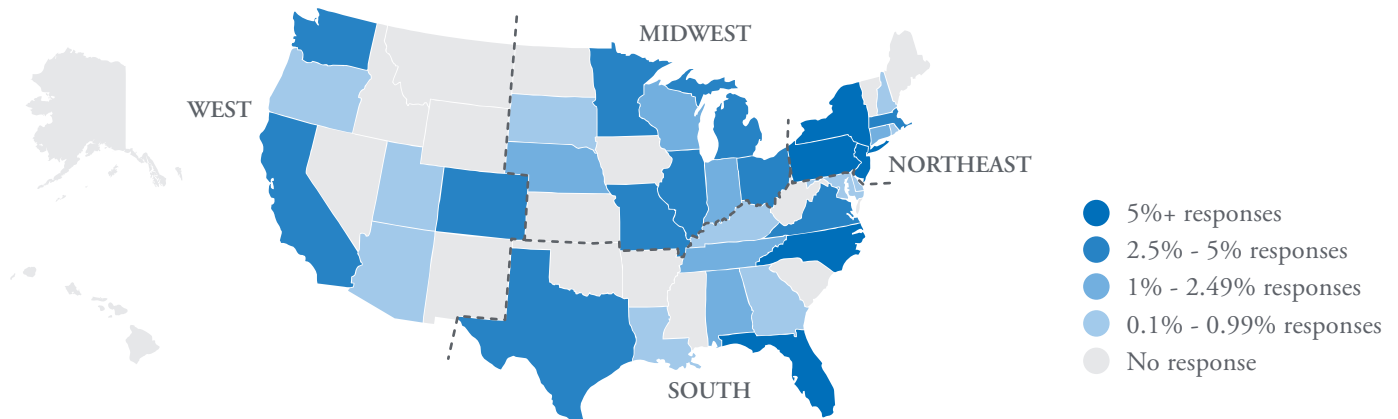 MIDWEST
WEST
NORTHEAST
SOUTH
5%+ responses
2.5% - 5% responses
1% - 2.49% responses
0.1% - 0.99% responses
No response